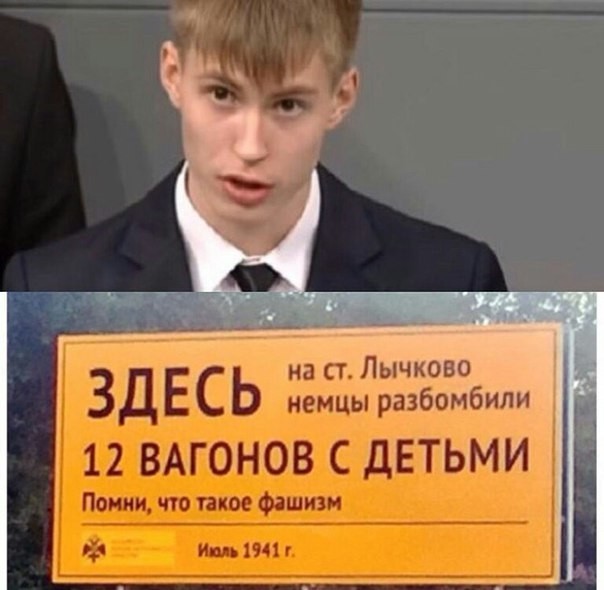 ЗДЕСЬ на ст. Лычково
немцы разбомбили
12 ВАГОНОВ С ДЕТЬМИ
Помни, что такое фашизм
Июль 1941 г.